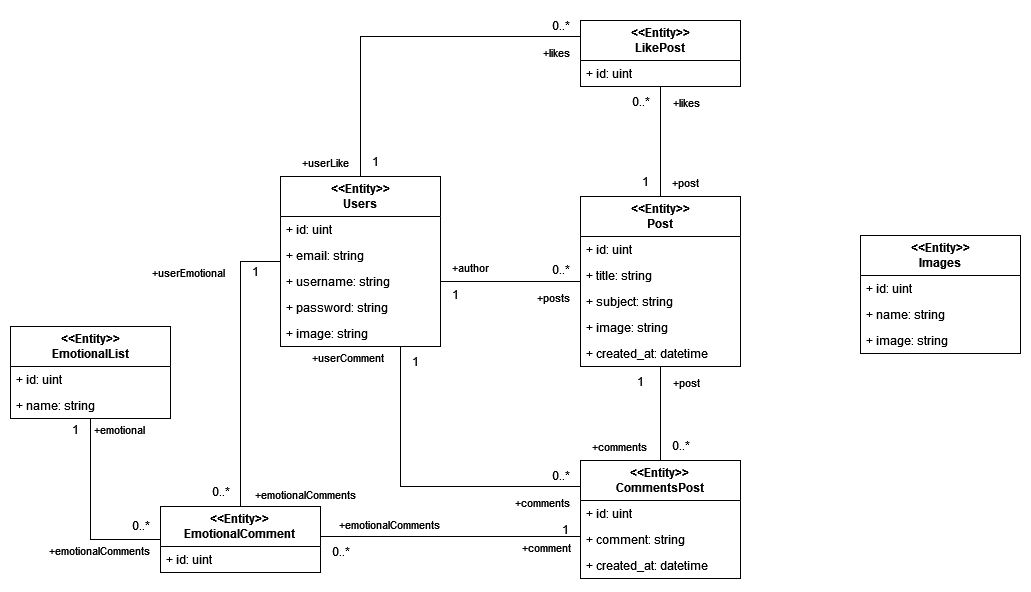 0..*
+likes
<<Entity>>
LikePost
+ id: uint
0..*
+likes
+userLike
1
1
+post
<<Entity>>
Users
+ id: uint
+ email: string
+ username: string
+ password: string
+ image: string
<<Entity>>
Post
+ id: uint
+ title: string
+ subject: string
+ image: string
+ created_at: datetime
<<Entity>>
Images
+ id: uint
+ name: string
+ image: string
+userEmotional
1
+author
0..*
1
+posts
<<Entity>>
EmotionalList
+ id: uint
+ name: string
+userComment
1
1
+post
1
+emotional
+comments
0..*
0..*
+emotionalComments
0..*
+comments
<<Entity>>
CommentsPost
+ id: uint
+ comment: string
+ created_at: datetime
<<Entity>>
EmotionalComment
+ id: uint
0..*
+emotionalComments
+emotionalComments
0..*
1
+comment